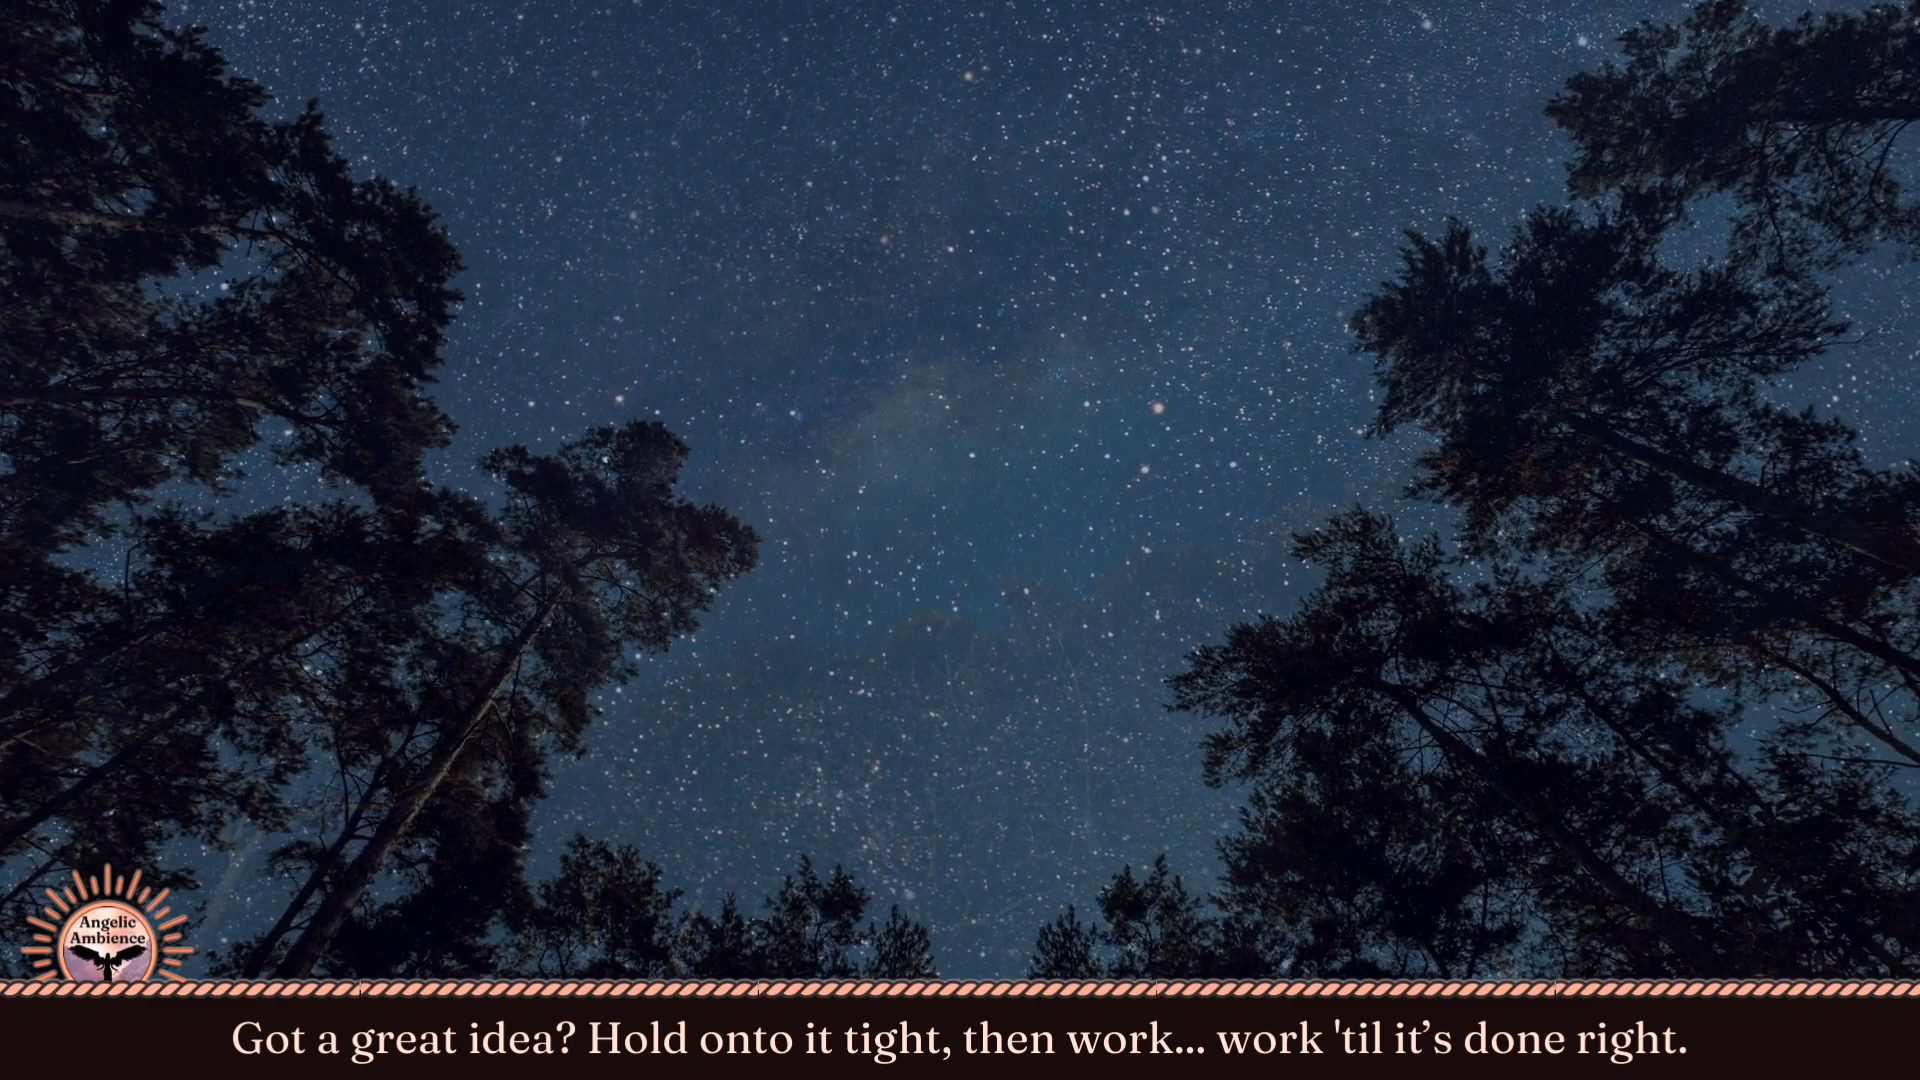 Angelic
Ambience
Got a great idea? Hold onto it tight, then work... work 'til it’s done right.